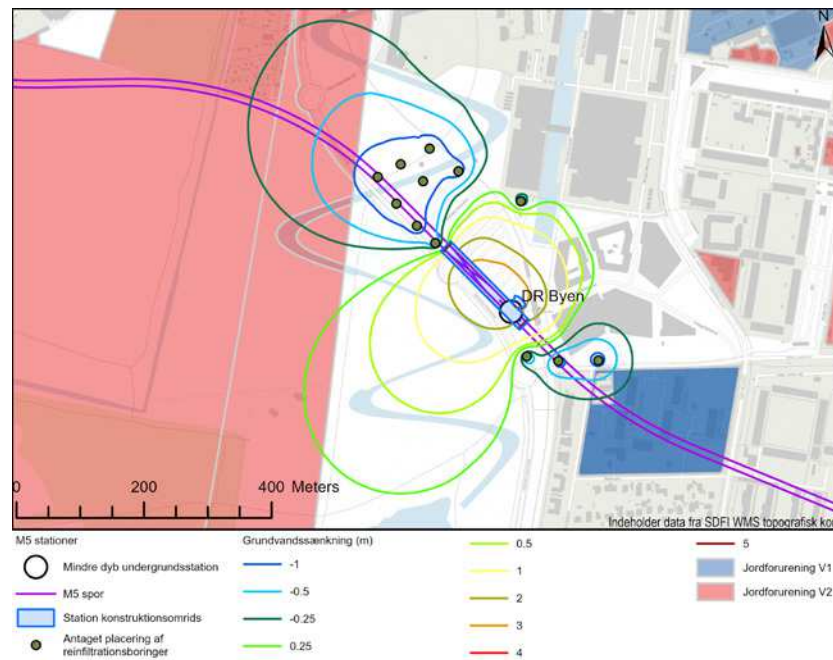 N
DR Byen
0 200 400 Meters
Indeholder data fra SDFI WMS topografisk kor
M5 stationer
Mindre dyb undergrundsstation
M5 spor
Station konstruktionsomrids
Antaget placering af
reinfiltrationsboringer
Grundvandssænkning (m)
-1
-0.5
-0.25
0.25
0.5
1
2
3
4
5
Jordforurening V1
Jordforurening V2